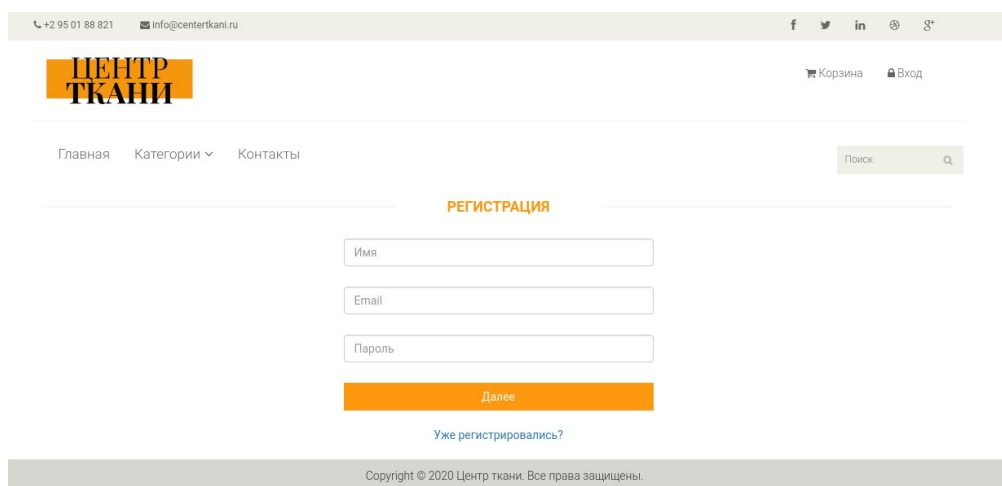 +2 95 01 88 821 info@centertkani.ru
ЦЕНТР
ТКАНИ
Корзина Вход
Главная Категории Контакты
Поиск
РЕГИСТРАЦИЯ
Имя
Email
Пароль
Далее
Уже регистрировались?
Copyright © 2020 Центр ткани. Все права защищены.